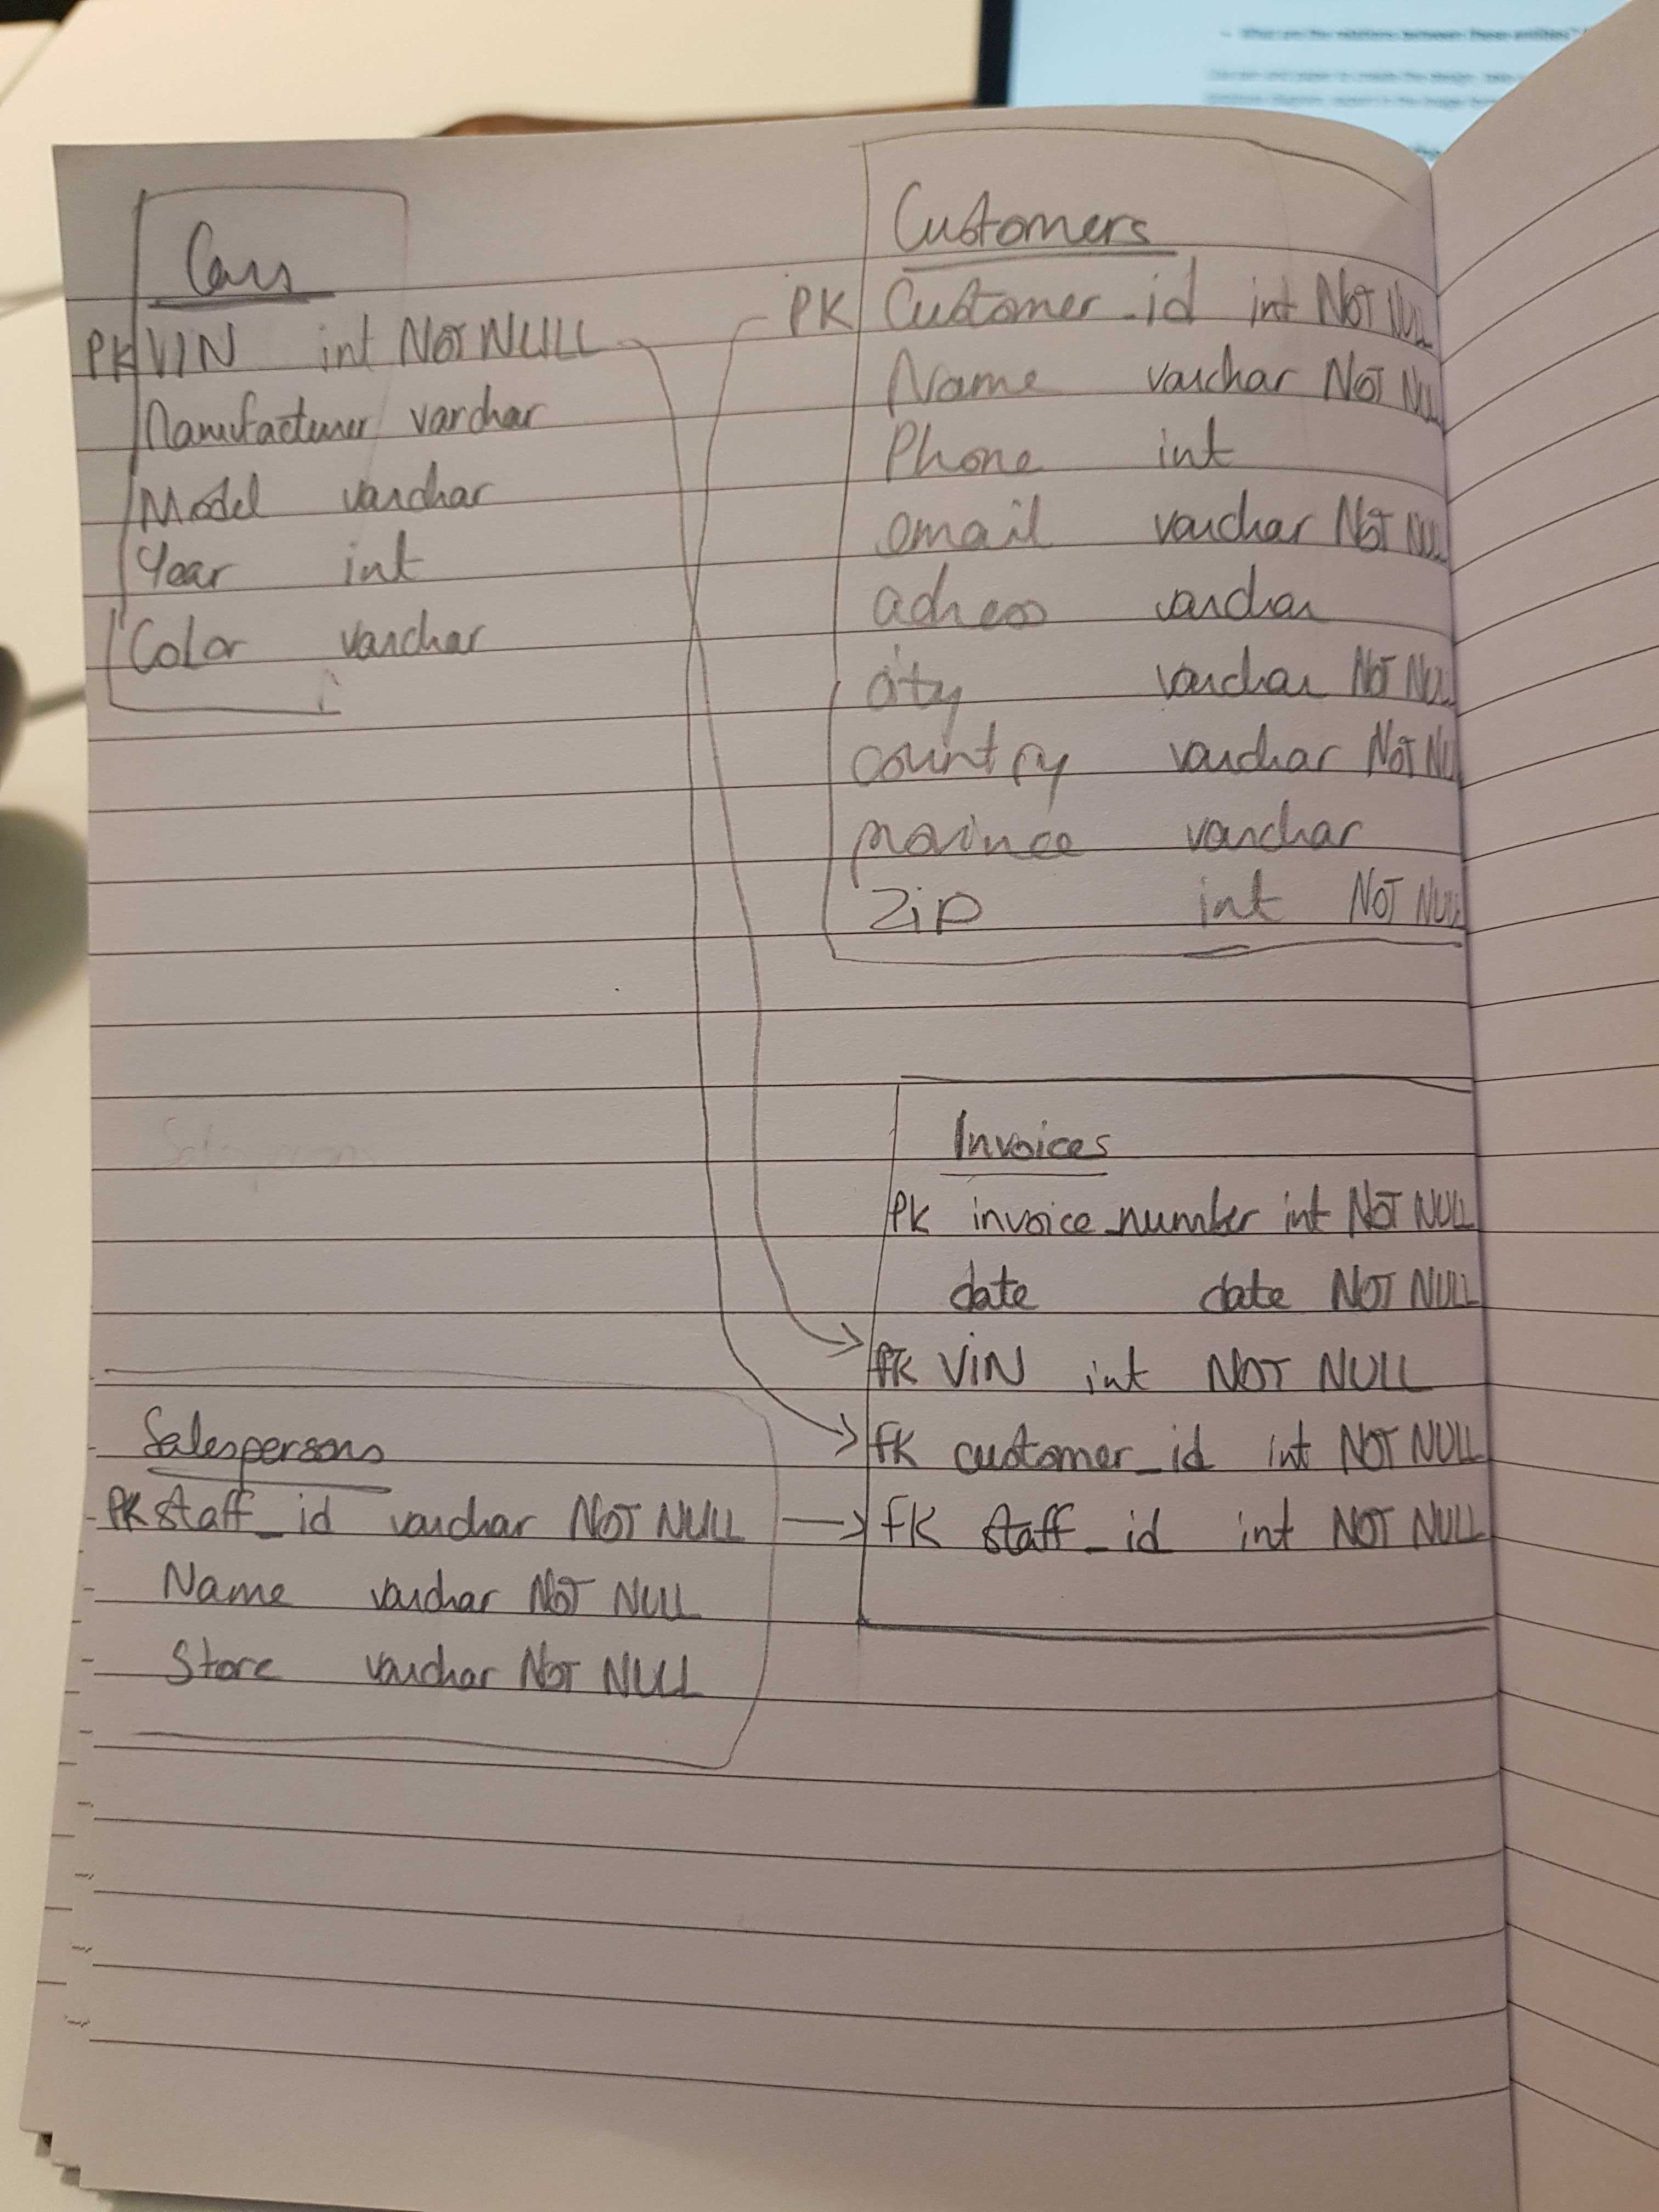 Cars
PK VIN int NOT NULL
Manufacturer varchar
Model varchar
Year int
Color varchar
Customers
PK Customer_id int NOT NULL
Name varchar NOT NULL
Phone int
email varchar NOT NULL
adress varchar
city varchar NOT NULL
country varchar NOT NULL
province varchar
Zip int NOT NULL
Invoices
PK invoice_number int NOT NULL
date date NOT NULL
FK VIN int NOT NULL
FK customer_id int NOT NULL
FK staff_id int NOT NULL
Salespersons
PK staff_id varchar NOT NULL
Name varchar NOT NULL
Store varchar NOT NULL